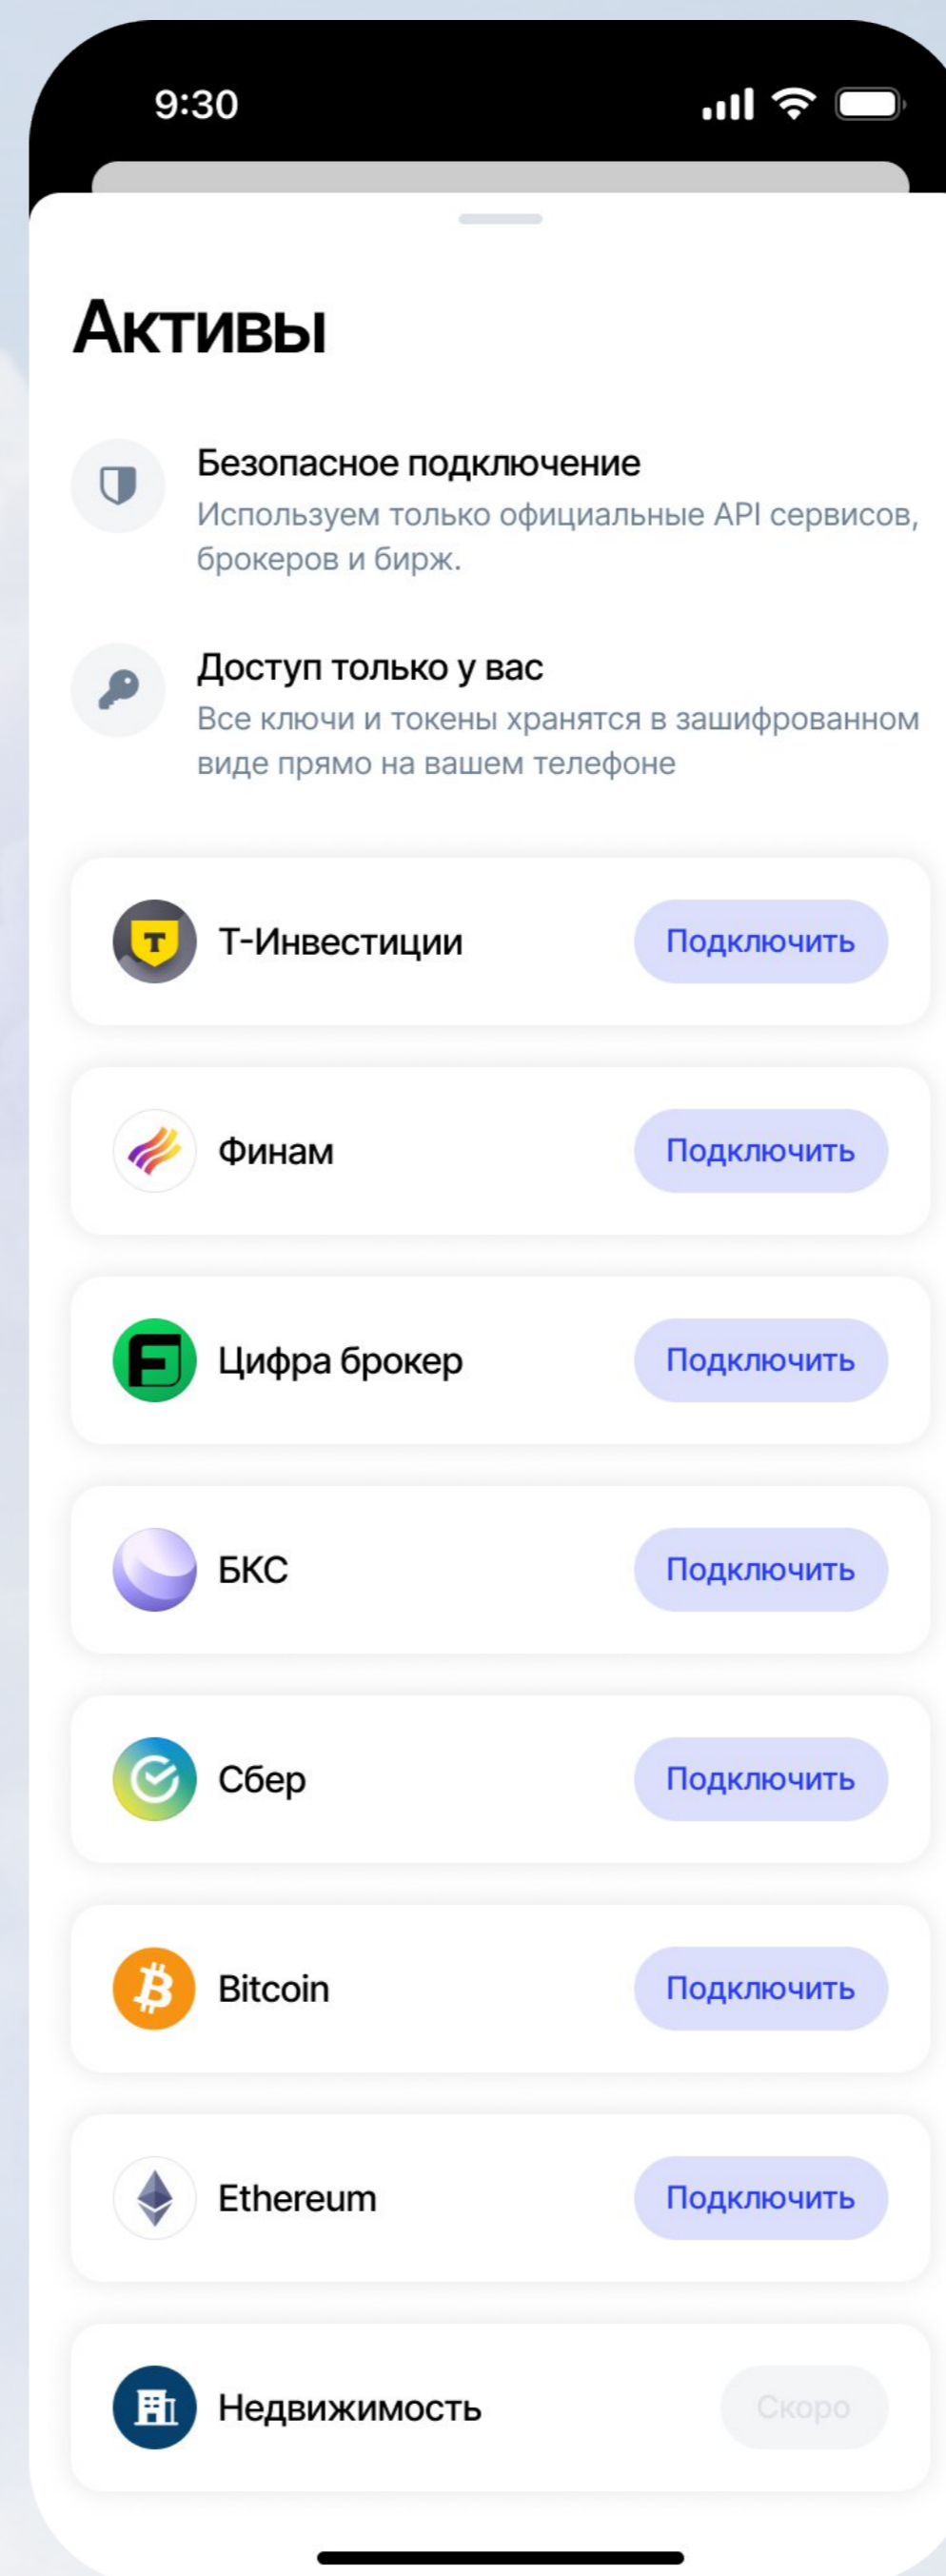 9:30
Активы
Безопасное подключение
Используем только официальные API сервисов,
брокеров и бирж.
Доступ только у вас
Все ключи и токены хранятся в зашифрованном
виде прямо на вашем телефоне
Т-Инвестиции Подключить
Финам Подключить
Цифра брокер Подключить
БКС Подключить
Сбер Подключить
Bitcoin Подключить
Ethereum Подключить
Недвижимость Скоро